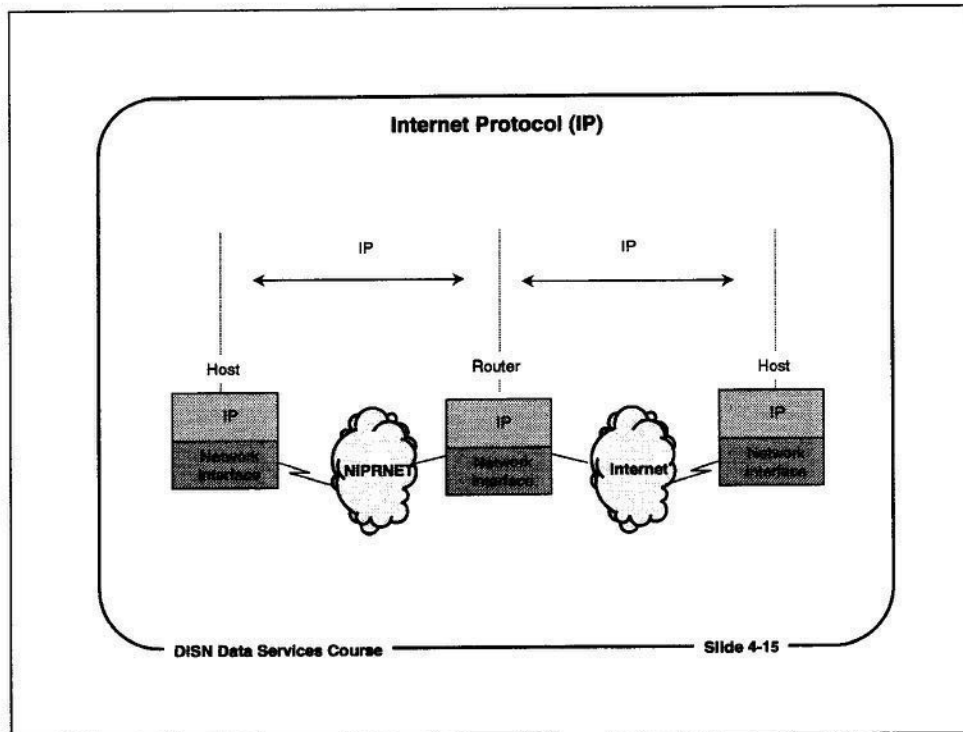 Internet Protocol (IP)
IP
IP
Host
Router
Host
IP
IP
IP
Network
Interface
NIPRNET
Network
Interface
Internet
Network
Interface
DISN Data Services Course
Slide 4-15